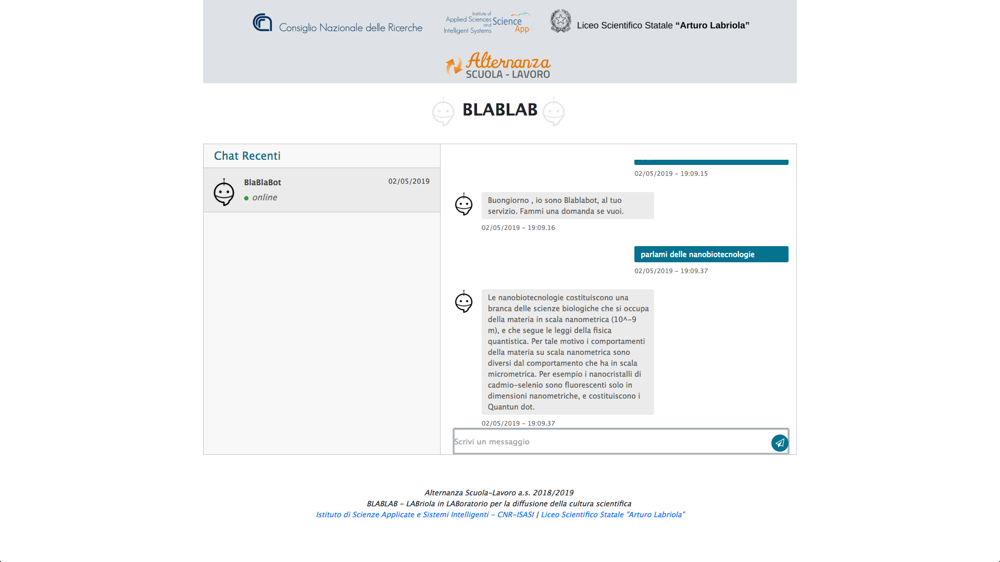 Consiglio Nazionale delle Ricerche
Institute of
Applied Sciences
and
Intelligent Systems
Science
App
Liceo Scientifico Statale “Arturo Labriola”
Alternanza
SCUOLA - LAVORO
BLABLAB
Chat Recenti
BlaBlaBot
02/05/2019
online
02/05/2019 - 19:09.15
Buongiorno , io sono Blablabot, al tuo
servizio. Fammi una domanda se vuoi.
02/05/2019 - 19:09.16
parlami delle nanobiotecnologie
02/05/2019 - 19:09.37
Le nanobiotecnologie costituiscono una
branca delle scienze biologiche che si occupa
della materia in scala nanometrica (10^-9
m), e che segue le leggi della fisica
quantistica. Per tale motivo i comportamenti
della materia su scala nanometrica sono
diversi dal comportamento che ha in scala
micrometrica. Per esempio i nanocristalli di
cadmio-selenio sono fluorescenti solo in
dimensioni nanometriche, e costituiscono i
Quantun dot.
02/05/2019 - 19:09.37
Scrivi un messaggio
Alternanza Scuola-Lavoro a.s. 2018/2019
BLABLAB - LABriola in LABoratorio per la diffusione della cultura scientifica
Istituto di Scienze Applicate e Sistemi Intelligenti - CNR-ISASI | Liceo Scientifico Statale "Arturo Labriola"